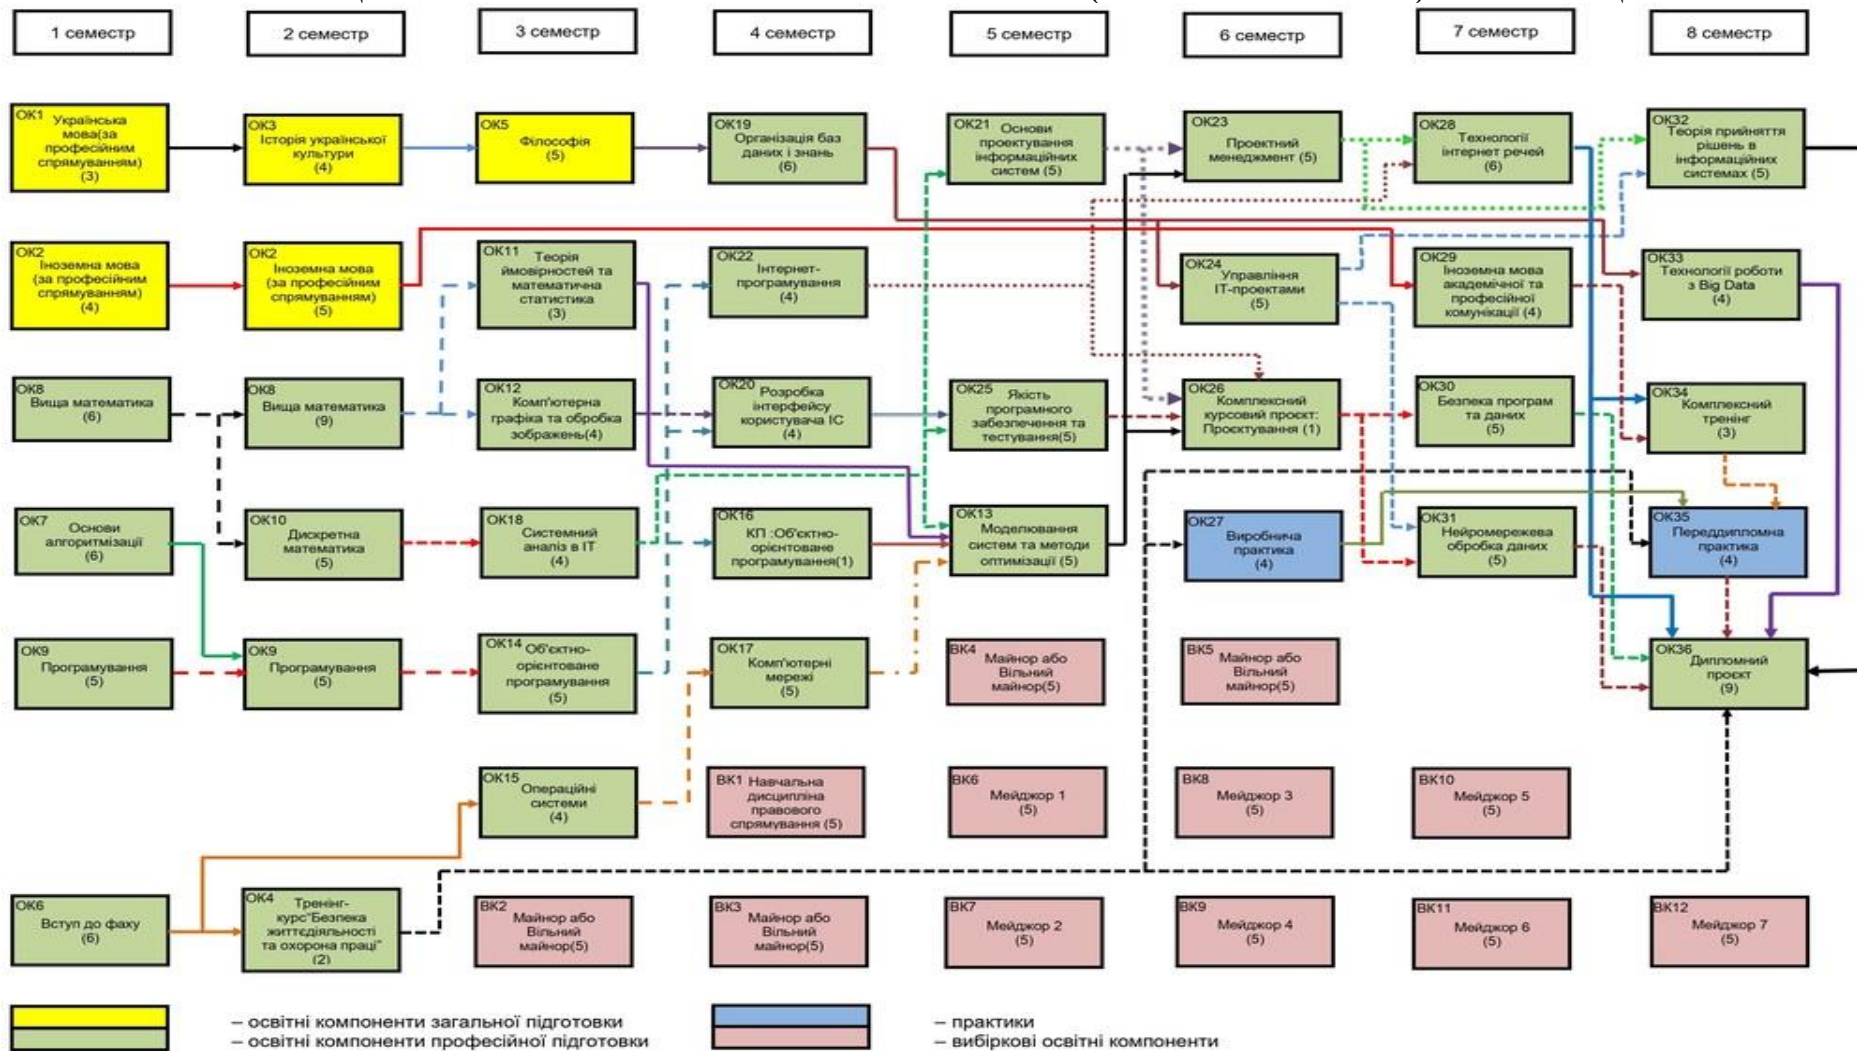 1 семестр
2 семестр
3 семестр
4 семестр
5 семестр
6 семестр
7 семестр
8 семестр
ОК1 Українська
мова(за
професійним
спрямуванням)
(3)
ОК3
Історія української
культури
(4)
ОК5
Філософія
(5)
ОК19
Організація баз
даних і знань
(6)
ОК21 Основи
проектування
інформаційних
систем (5)
ОК23
Проектний
менеджмент (5)
ОК28
Технології
інтернет речей
(6)
ОК32
Теорія прийняття
рішень в
інформаційних
системах (5)
ОК2
Іноземна мова
(за професійним
спрямуванням)
(4)
ОК2
Іноземна мова
(за професійним
спрямуванням)
(5)
ОК11 Теорія
ймовірностей та
математична
статистика
(3)
ОК22
Інтернет-
програмування
(4)
ОК24
Управління
ІТ-проектами
(5)
ОК29
Іноземна мова
академічної та
професійної
комунікації (4)
ОК33
Технології роботи
з Big Data
(4)
ОК8
Вища математика
(6)
ОК8
Вища математика
(9)
ОК12
Комп'ютерна
графіка та обробка
зображень(4)
ОК20
Розробка
інтерфейсу
користувача ІС
(4)
ОК25 Якість
програмного
забезпечення та
тестування(5)
ОК26
Комплексний
курсовий проєкт:
Проєктування (1)
ОК30
Безпека програм
та даних
(5)
ОК34
Комплексний
тренінг
(3)
ОК7
Основи
алгоритмізації
(6)
ОК10
Дискретна
математика
(5)
ОК18
Системний
аналіз в ІТ
(4)
ОК16
КП :Об'єктно-
орієнтоване
програмування(1)
ОК13
Моделювання
систем та методи
оптимізації (5)
ОК27
Виробнича
практика
(4)
ОК31
Нейромережева
обробка даних
(5)
ОК35
Переддипломна
практика
(4)
ОК9
Програмування
(5)
ОК9
Програмування
(5)
ОК14 Об'єктно-
орієнтоване
програмування
(5)
ОК17
Комп'ютерні
мережі
(5)
ВК4
Майнор або
Вільний
майнор(5)
ВК5
Майнор або
Вільний
майнор(5)
ОК36
Дипломний
проєкт
(9)
ОК15
Операційні
системи
(4)
ВК1 Навчальна
дисципліна
правового
спрямування (5)
ВК6
Мейджор 1
(5)
ВК8
Мейджор 3
(5)
ВК10
Мейджор 5
(5)
ОК6
Вступ до фаху
(6)
ОК4
Тренінг-
курс"Безпека
життєдіяльності
та охорона праці"
(2)
ВК2
Майнор або
Вільний
майнор(5)
ВК3
Майнор або
Вільний
майнор(5)
ВК7
Мейджор 2
(5)
ВК9
Мейджор 4
(5)
ВК11
Мейджор 6
(5)
ВК12
Мейджор 7
(5)
– освітні компоненти загальної підготовки
– освітні компоненти професійної підготовки
– практики
– вибіркові освітні компоненти